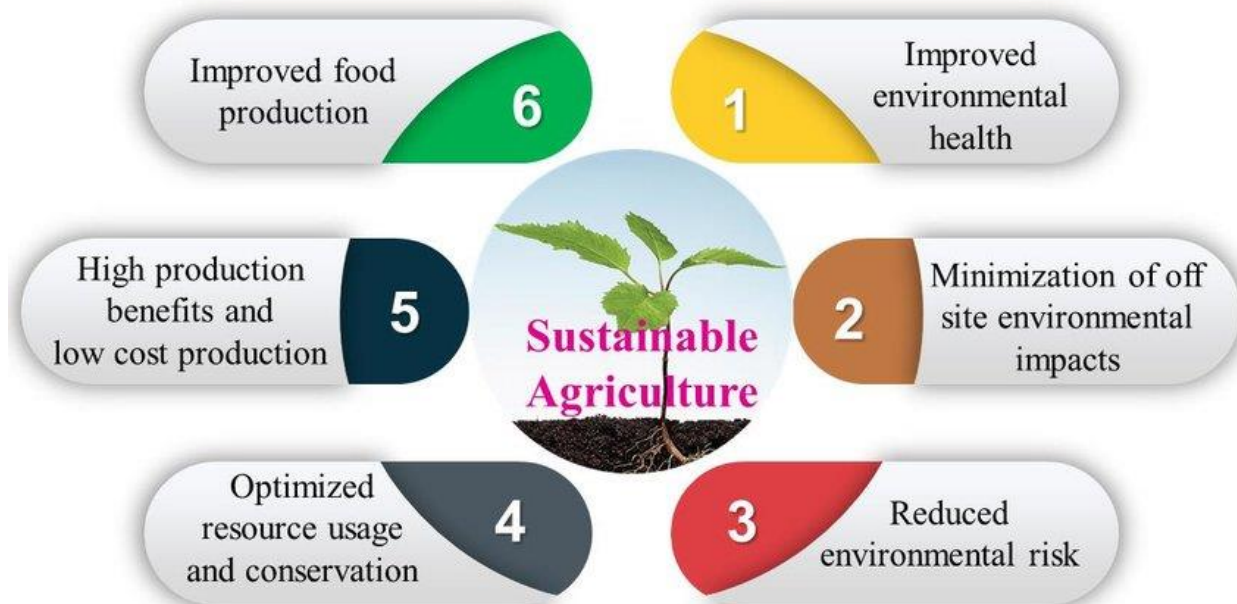 1
Improved
environmental
health
2
Minimization of off
site environmental
impacts
3
Reduced
environmental risk
4
Optimized
resource usage
and conservation
5
High production
benefits and
low cost production
6
Improved food
production
Sustainable
Agriculture